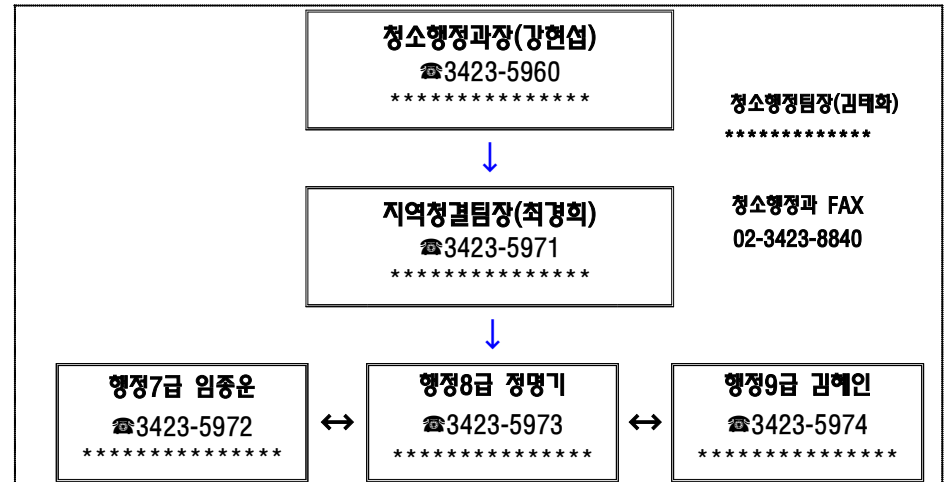 청소행정과장(강현섭)
☎3423-5960
***************
청소행정팀장(김태화)
*************
지역청결팀장(최경희)
☎3423-5971
***************
청소행정과 FAX
02-3423-8840
행정7급 임종운
☎3423-5972
***************
행정8급 정명기
☎3423-5973
***************
행정9급 김혜인
☎3423-5974
***************